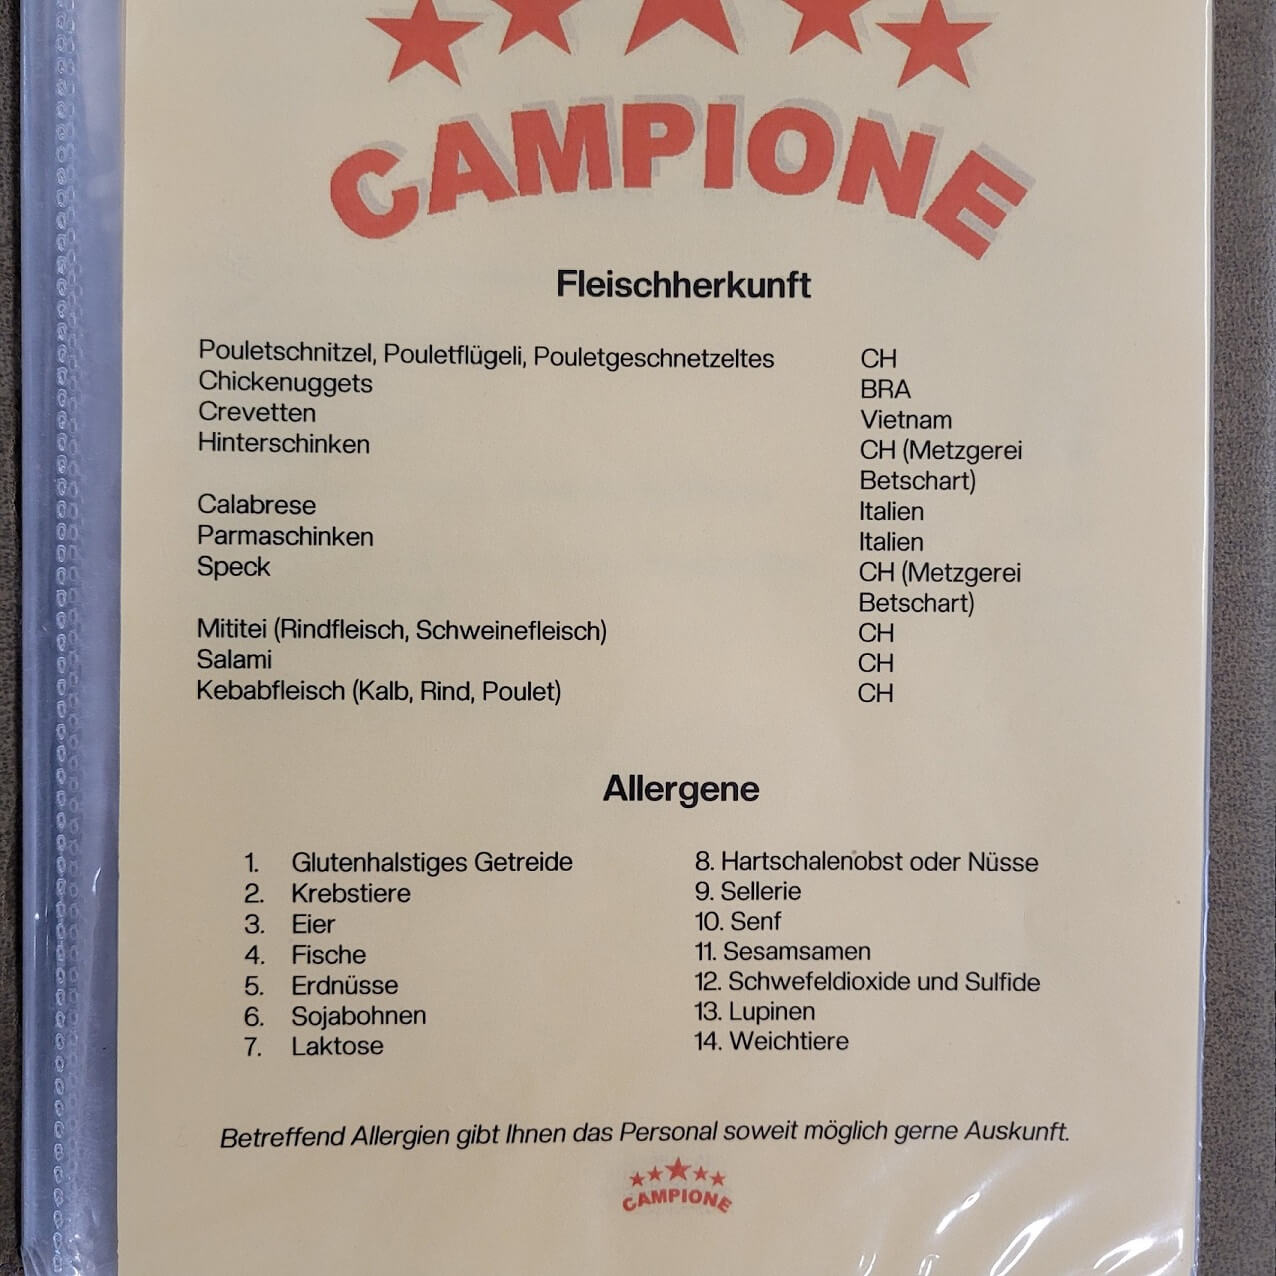 CAMPIONE
Fleischherkunft
Pouletschnitzel, Pouletflügeli, Pouletgeschnetzeltes CH
Chickenuggets BRA
Crevetten Vietnam
Hinterschinken CH (Metzgerei
Betschart)
Calabrese Italien
Parmaschinken Italien
Speck CH (Metzgerei
Betschart)
Mititei (Rindfleisch, Schweinefleisch) CH
Salami CH
Kebabfleisch (Kalb, Rind, Poulet) CH
Allergene
1. Glutenhalstiges Getreide
2. Krebstiere
3. Eier
4. Fische
5. Erdnüsse
6. Sojabohnen
7. Laktose
8. Hartschalenobst oder Nüsse
9. Sellerie
10. Senf
11. Sesamsamen
12. Schwefeldioxide und Sulfide
13. Lupinen
14. Weichtiere
Betreffend Allergien gibt Ihnen das Personal soweit möglich gerne Auskunft.
CAMPIONE